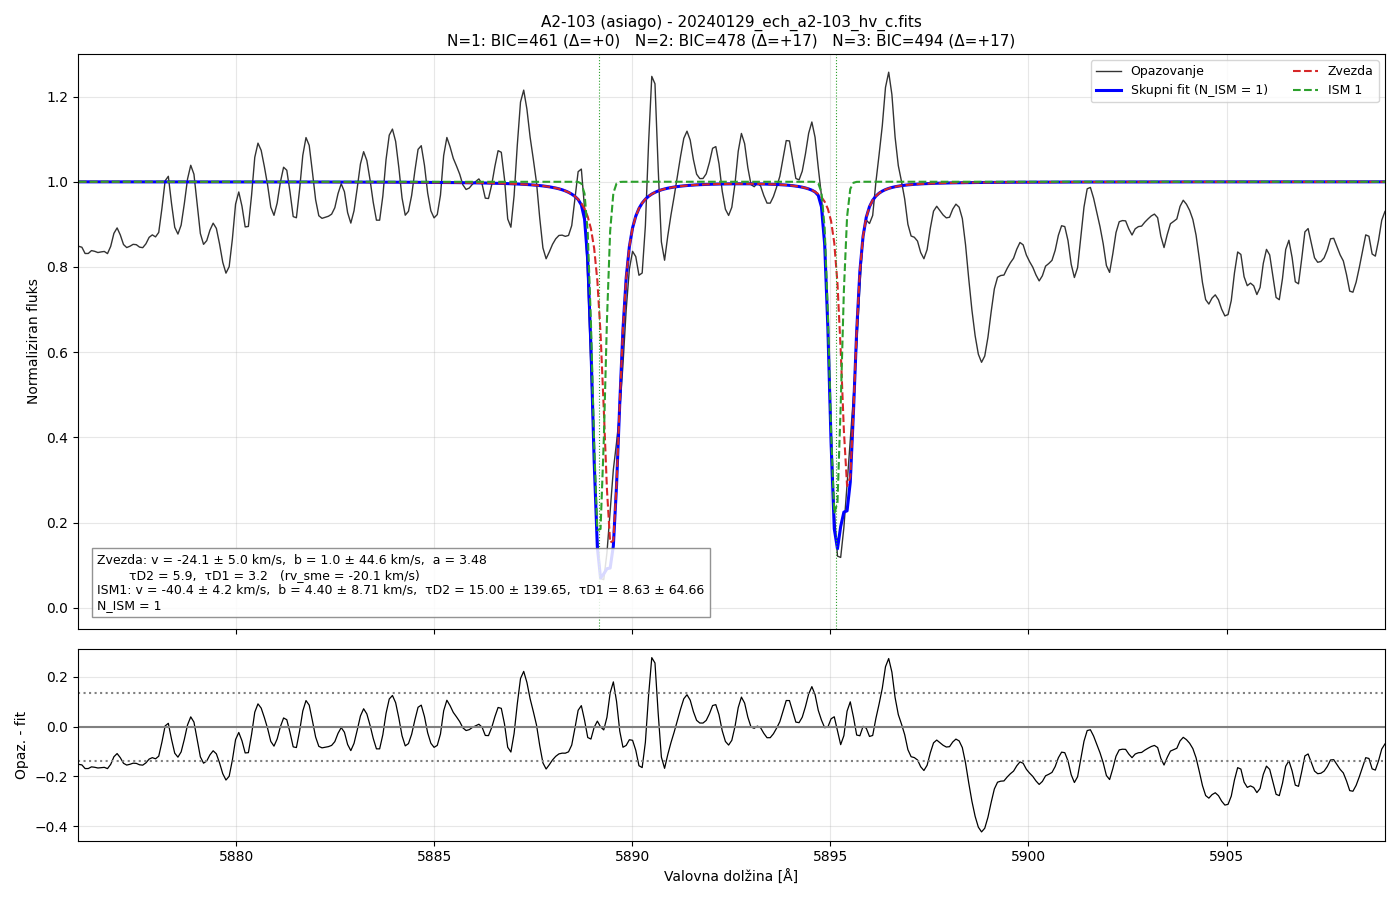 A2-103 (asiago) - 20240129_ech_a2-103_hv_c.fits
N=1: BIC=461 (Δ=+0)   N=2: BIC=478 (Δ=+17)   N=3: BIC=494 (Δ=+17)
Opazovanje
Skupni fit (N_ISM = 1)
Zvezda
ISM 1
Normaliziran fluks
1.2
1.0
0.8
0.6
0.4
0.2
0.0
Zvezda: v = -24.1 ± 5.0 km/s,  b = 1.0 ± 44.6 km/s,  a = 3.48
τD2 = 5.9,  τD1 = 3.2   (rv_sme = -20.1 km/s)
ISM1: v = -40.4 ± 4.2 km/s,  b = 4.40 ± 8.71 km/s,  τD2 = 15.00 ± 139.65,  τD1 = 8.63 ± 64.66
N_ISM = 1
Opaz. - fit
0.2
0.0
−0.2
−0.4
5880
5885
5890
5895
5900
5905
Valovna dolžina [Å]